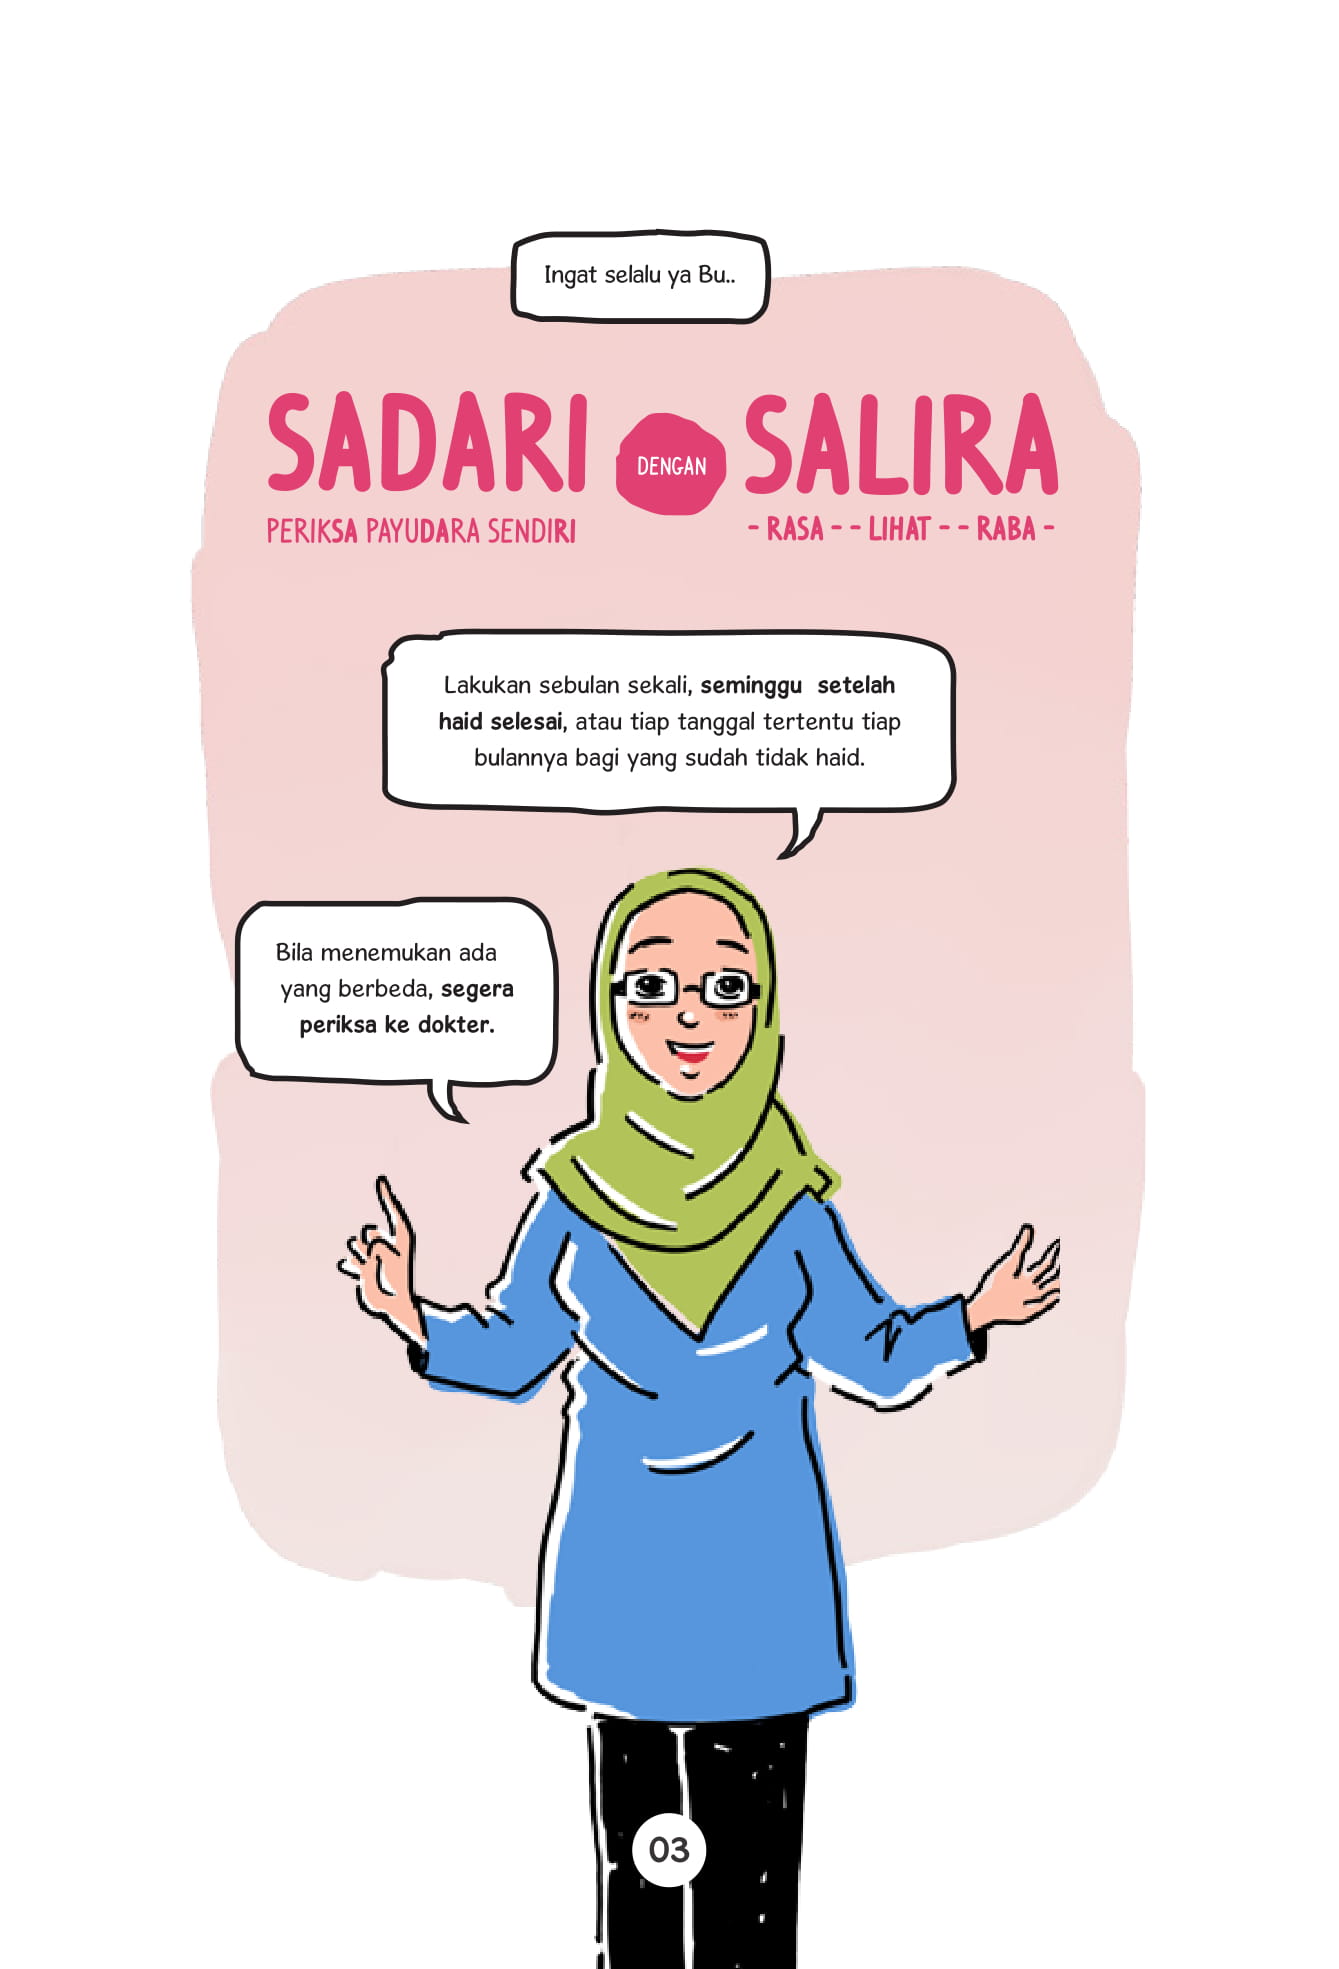 Ingat selalu ya Bu..
SADARI DENGAN SALIRA
PERIKSA PAYUDARA SENDIRI
- RASA - - LIHAT - - RABA -
Lakukan sebulan sekali, seminggu setelah
haid selesai, atau tiap tanggal tertentu tiap
bulannya bagi yang sudah tidak haid.
Bila menemukan ada
yang berbeda, segera
periksa ke dokter.
03